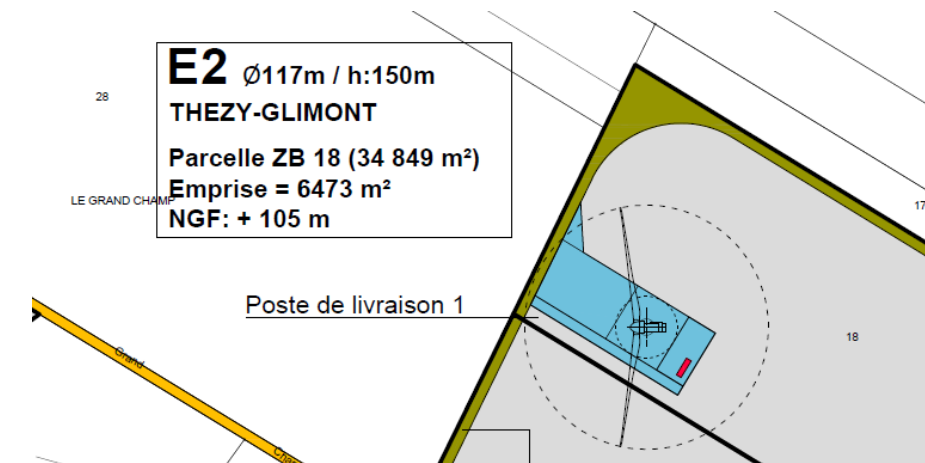 28
E2 Ø117m / h:150m
THEZY-GLIMONT
Parcelle ZB 18 (34 849 m²)
Emprise = 6473 m²
NGF: + 105 m
LE GRAND CHAMP
17
Poste de livraison 1
18
Grand